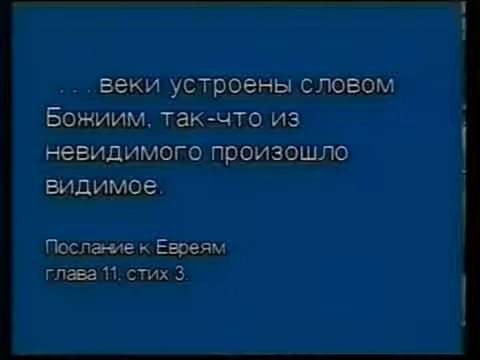 ...веки устроены словом
Божиим, так-что из
невидимого произошло
видимое.
Послание к Евреям
глава 11, стих 3.